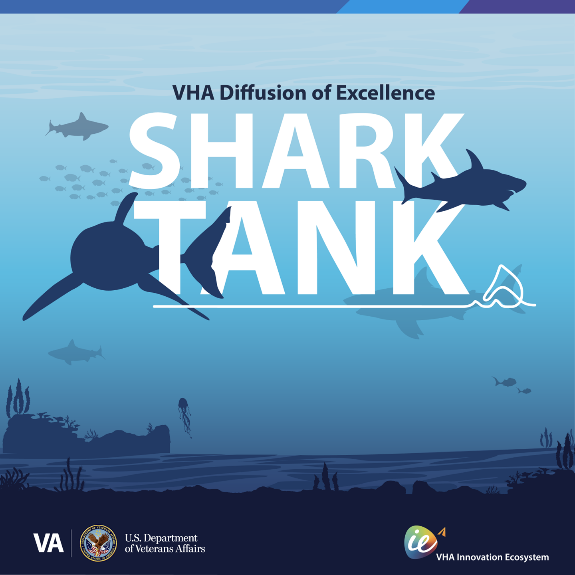 VHA Diffusion of Excellence
SHARK
TANK
VA
U.S. Department
of Veterans Affairs
ie
VHA Innovation Ecosystem